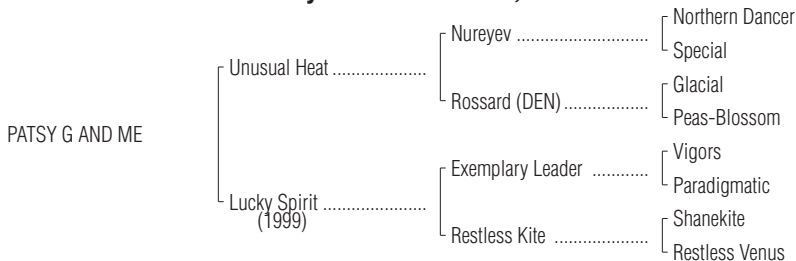 Northern Dancer
Nureyev
Special
Unusual Heat
Glacial
Rossard (DEN)
Peas-Blossom
PATSY G AND ME
Vigors
Exemplary Leader
Paradigmatic
Lucky Spirit
(1999)
Shanekite
Restless Kite
Restless Venus